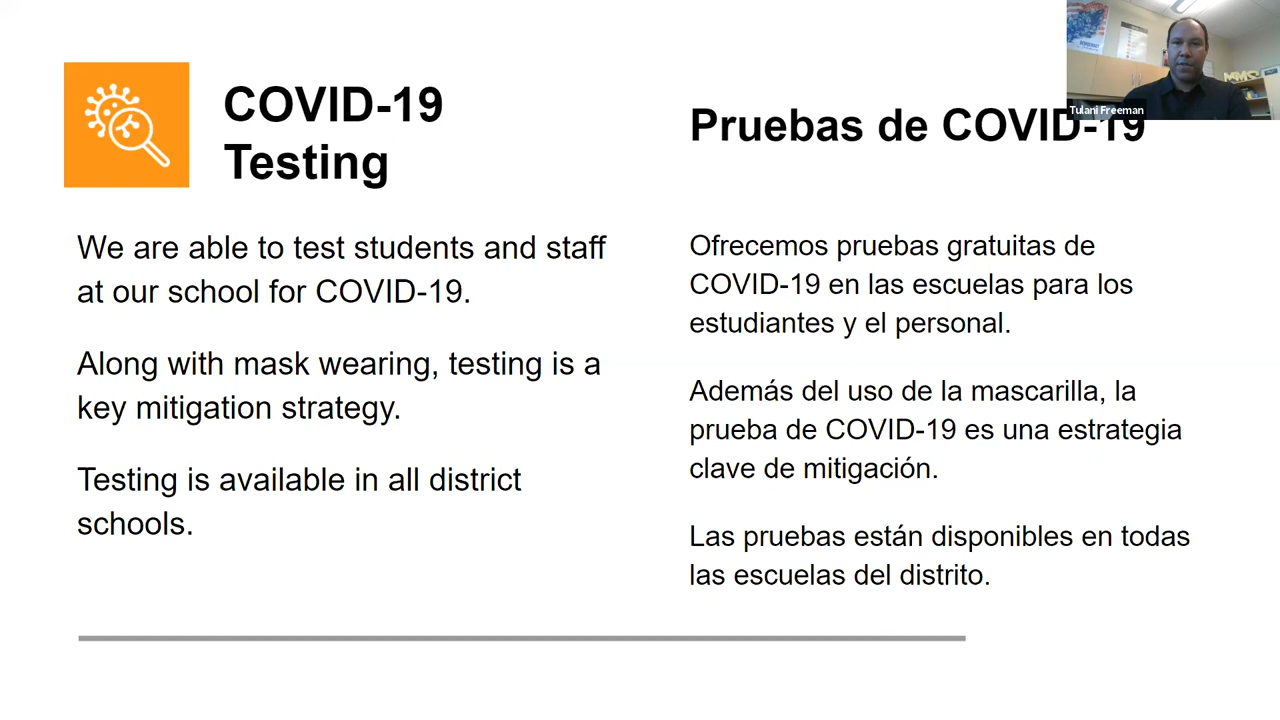 COVID-19
Testing
We are able to test students and staff
at our school for COVID-19.
Along with mask wearing, testing is a
key mitigation strategy.
Testing is available in all district
schools.
Pruebas de COVID-19
Ofrecemos pruebas gratuitas de
COVID-19 en las escuelas para los
estudiantes y el personal.
Además del uso de la mascarilla, la
prueba de COVID-19 es una estrategia
clave de mitigación.
Las pruebas están disponibles en todas
las escuelas del distrito.
DEMOCRACY
MMS
Tulani Freeman